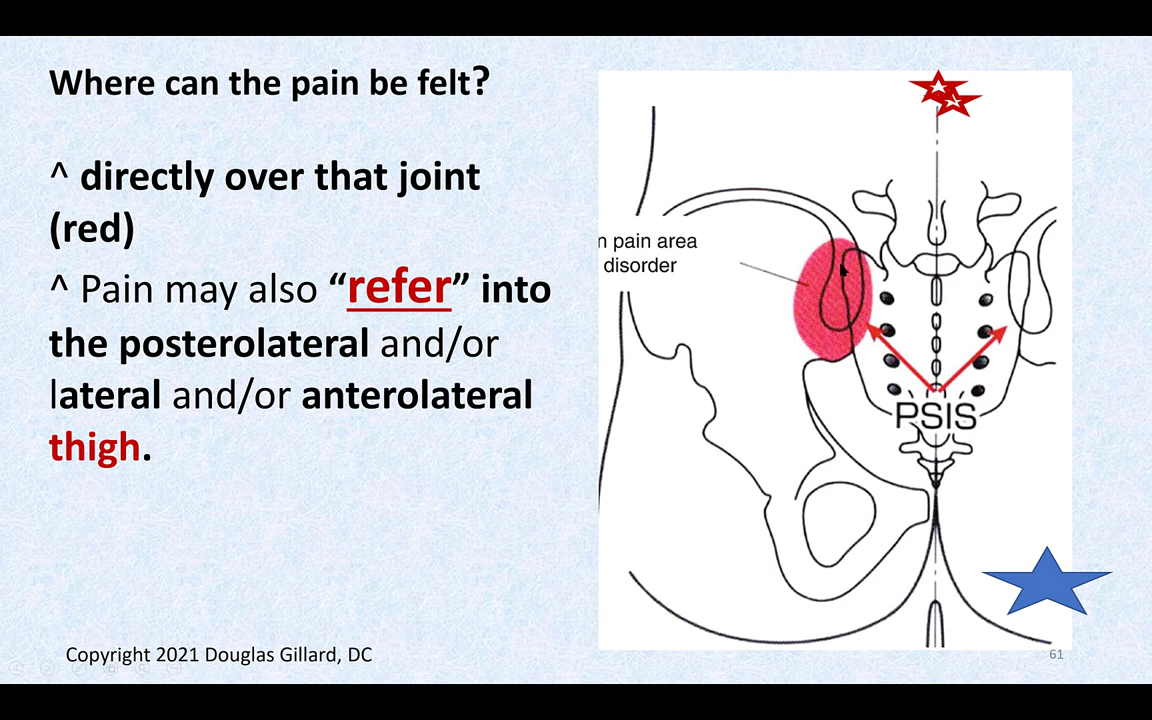 Where can the pain be felt?
^ directly over that joint
(red)
^ Pain may also “refer” into
the posterolateral and/or
lateral and/or anterolateral
thigh.
n pain area
disorder
PSIS
Copyright 2021 Douglas Gillard, DC
61